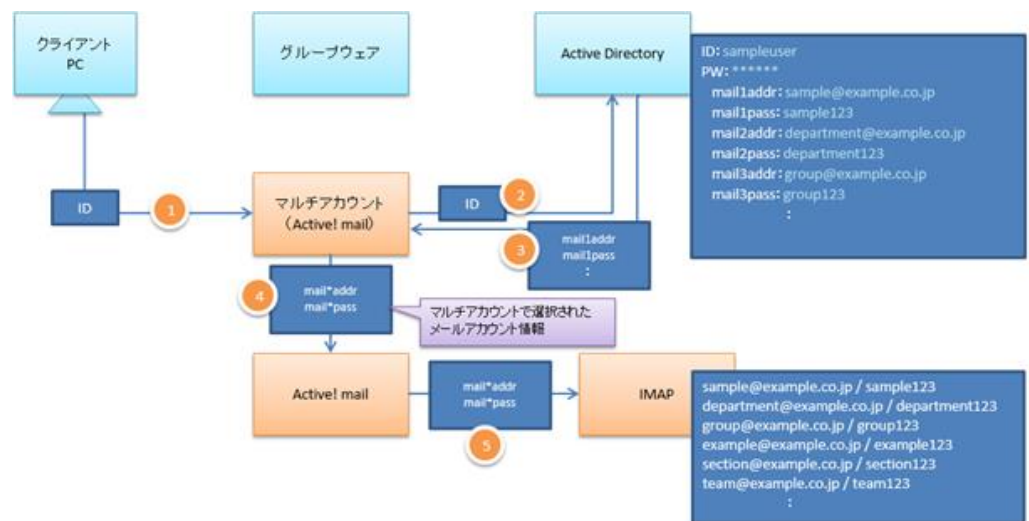 クライアント
PC
グループウェア
Active Directory
ID: sampleuser
PW: ******
mail1addr: sample@example.co.jp
mail1pass: sample123
mail2addr: department@example.co.jp
mail2pass: department123
mail3addr: group@example.co.jp
mail3pass: group123
:
ID
1
マルチアカウント
（Active! mail）
ID
2
3
mail1addr
mail1pass
:
4
mail*addr
mail*pass
マルチアカウントで選択された
メールアカウント情報
Active! mail
mail*addr
mail*pass
5
IMAP
sample@example.co.jp / sample123
department@example.co.jp / department123
group@example.co.jp / group123
example@example.co.jp / example123
section@example.co.jp / section123
team@example.co.jp / team123
: